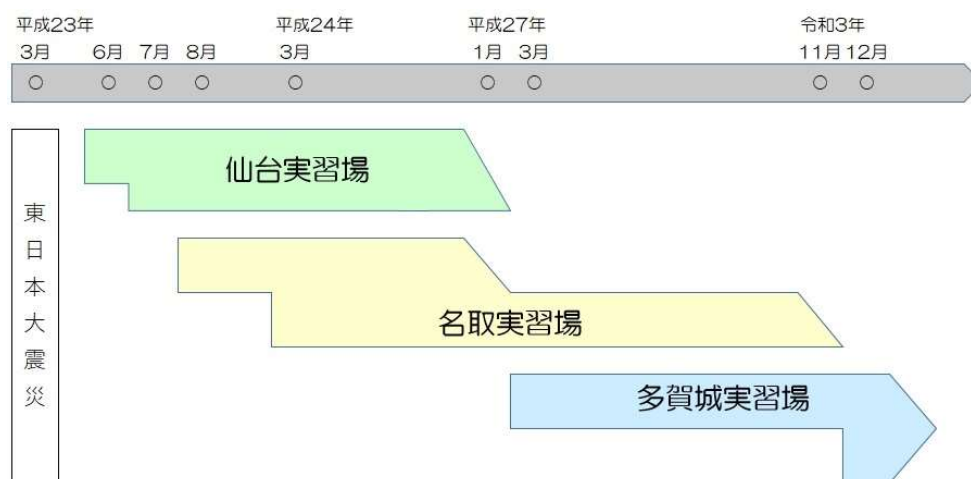 平成23年 平成24年 平成27年 令和3年
3月 6月 7月 8月 3月 1月 3月 11月 12月
仙台実習場
東日本大震災
名取実習場
多賀城実習場